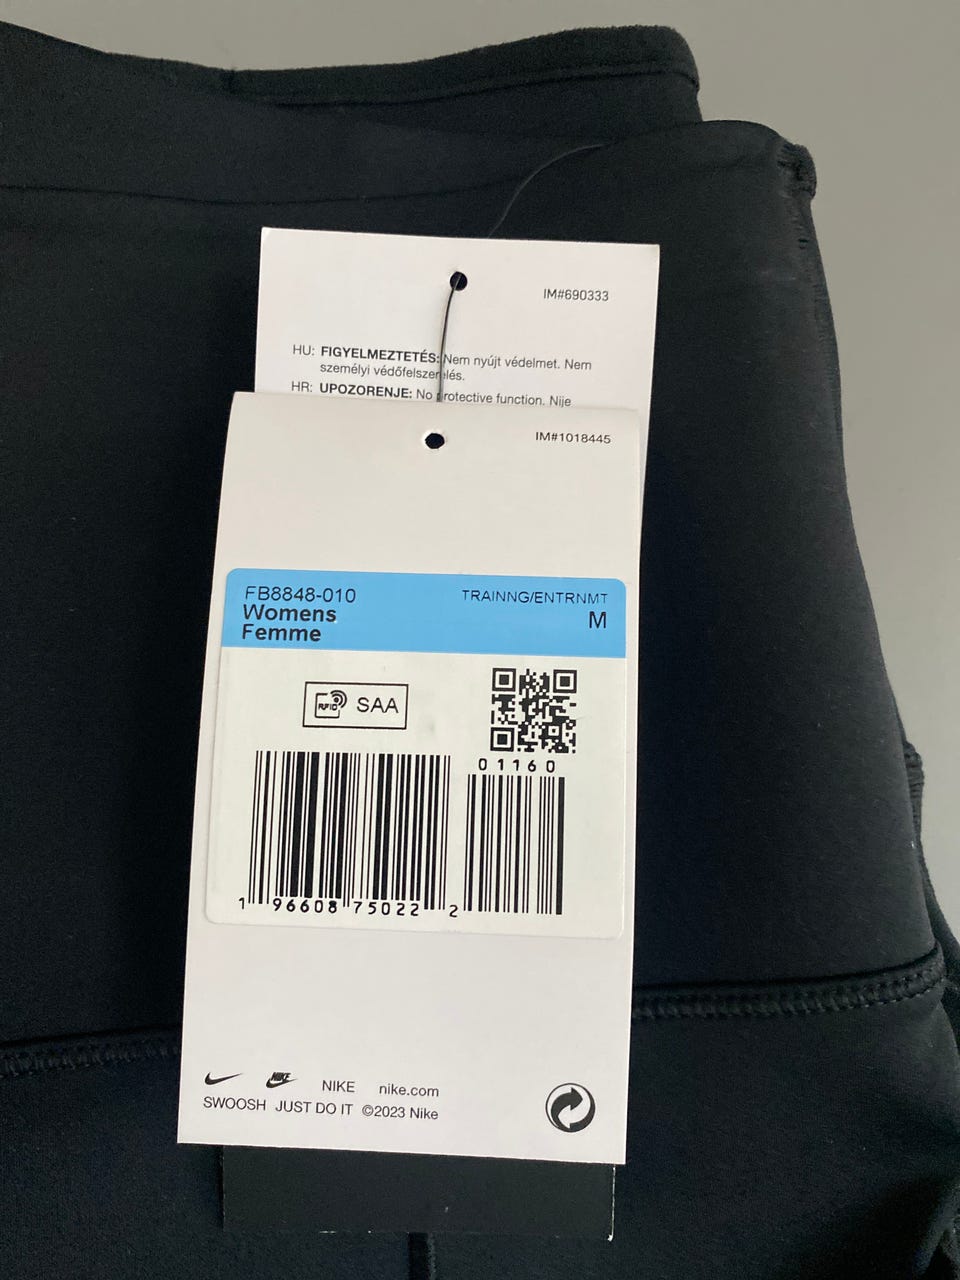 IM#690333
HU: FIGYELMEZTETÉS: Nem nyújt védelmet. Nem
személyi védőfelszerelés.
HR: UPOZORENJE: No protective function. Nije
IM#1018445
FB8848-010 TRAINNG/ENTRNMT
Womens M
Femme
RFID SAA
01160
1 96608 75022 2
NIKE
NIKE nike.com
SWOOSH JUST DO IT ©2023 Nike